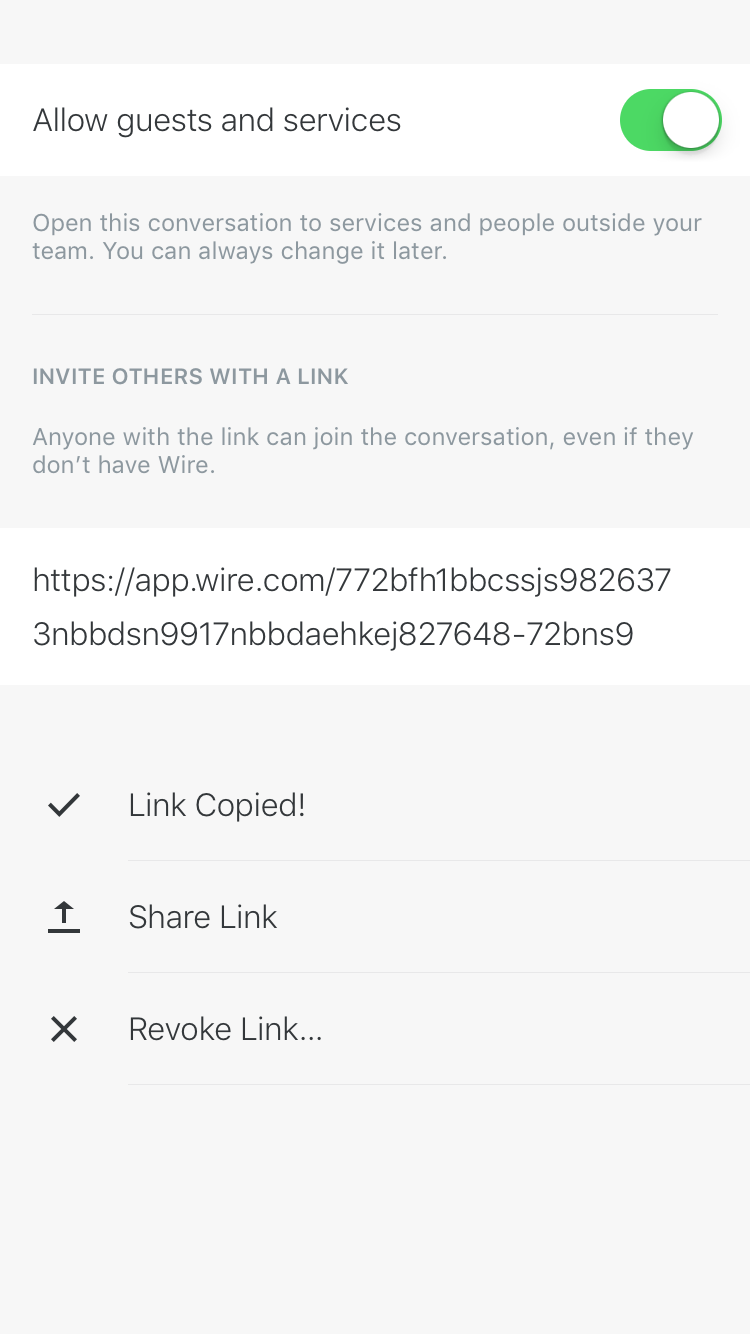 Allow guests and services
Open this conversation to services and people outside your
team. You can always change it later.
INVITE OTHERS WITH A LINK
Anyone with the link can join the conversation, even if they
don’t have Wire.
https://app.wire.com/772bfh1bbcssjs982637
3nbbdsn9917nbbdaehkej827648-72bns9
Link Copied!
Share Link
Revoke Link...